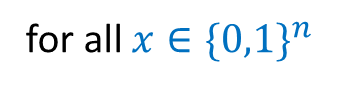 for all x ∈ {0,1}ⁿ